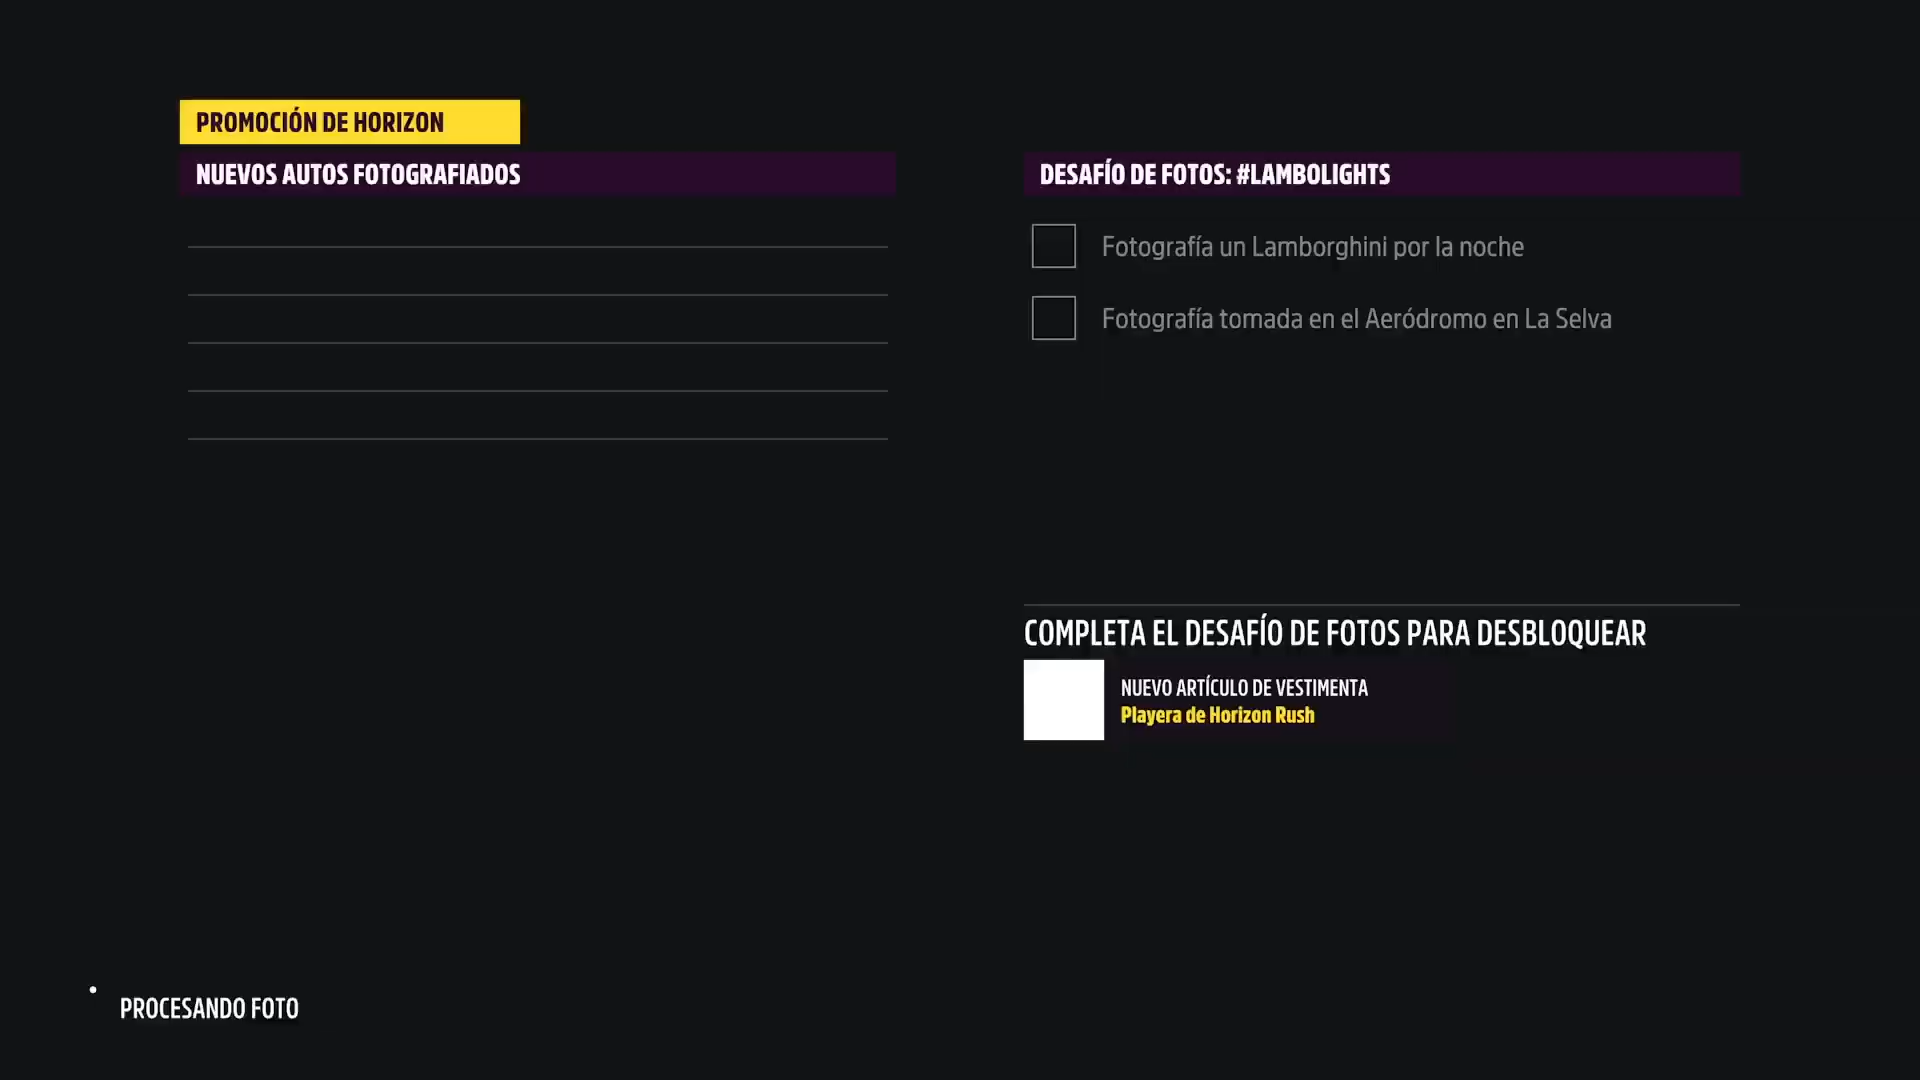 PROMOCIÓN DE HORIZON
NUEVOS AUTOS FOTOGRAFIADOS
DESAFÍO DE FOTOS: #LAMBOLIGHTS
Fotografía un Lamborghini por la noche
Fotografía tomada en el Aeródromo en La Selva
COMPLETA EL DESAFÍO DE FOTOS PARA DESBLOQUEAR
NUEVO ARTÍCULO DE VESTIMENTA
Playera de Horizon Rush
PROCESANDO FOTO